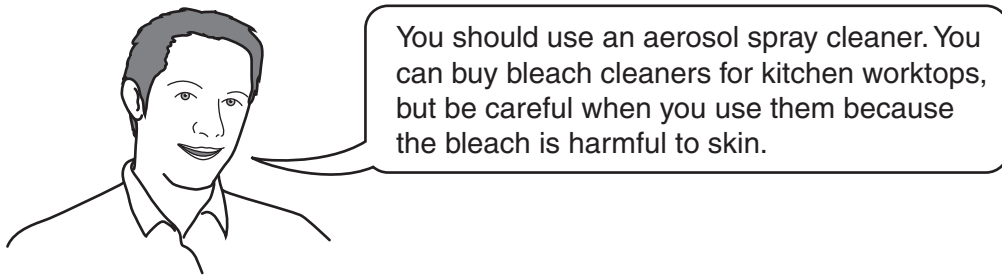 You should use an aerosol spray cleaner. You
can buy bleach cleaners for kitchen worktops,
but be careful when you use them because
the bleach is harmful to skin.